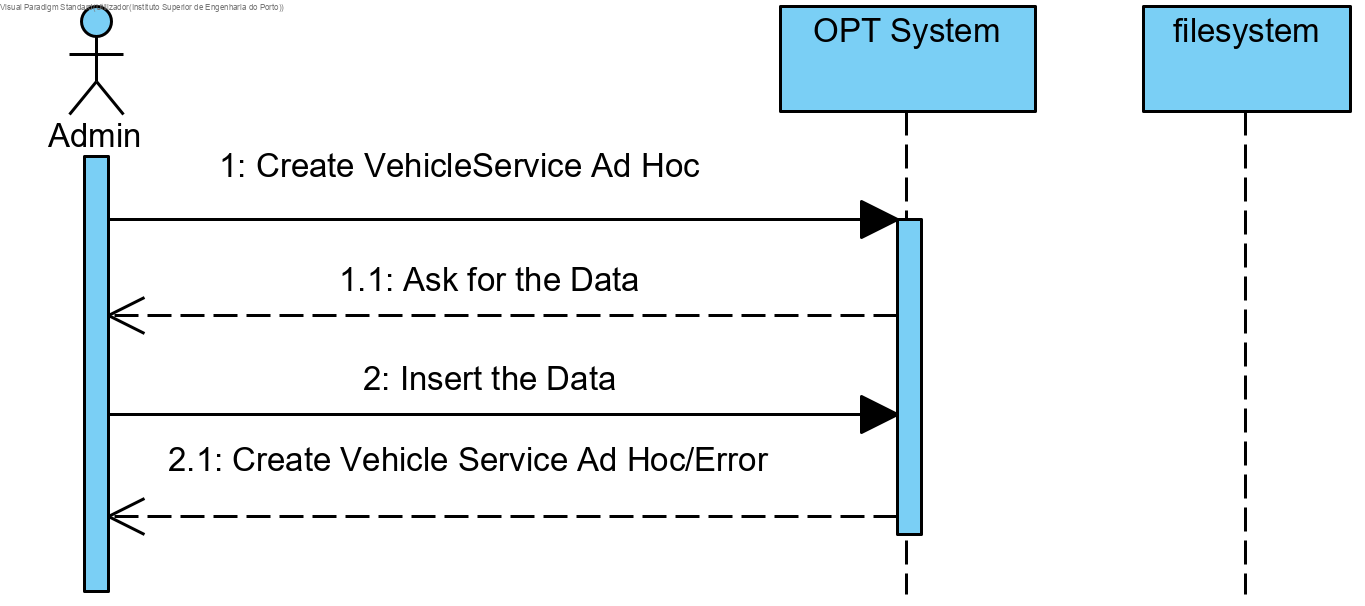 Visual Paradigm Standard(Utilizador(Instituto Superior de Engenharia do Porto))
OPT System
filesystem
Admin
1: Create VehicleService Ad Hoc
1.1: Ask for the Data
2: Insert the Data
2.1: Create Vehicle Service Ad Hoc/Error